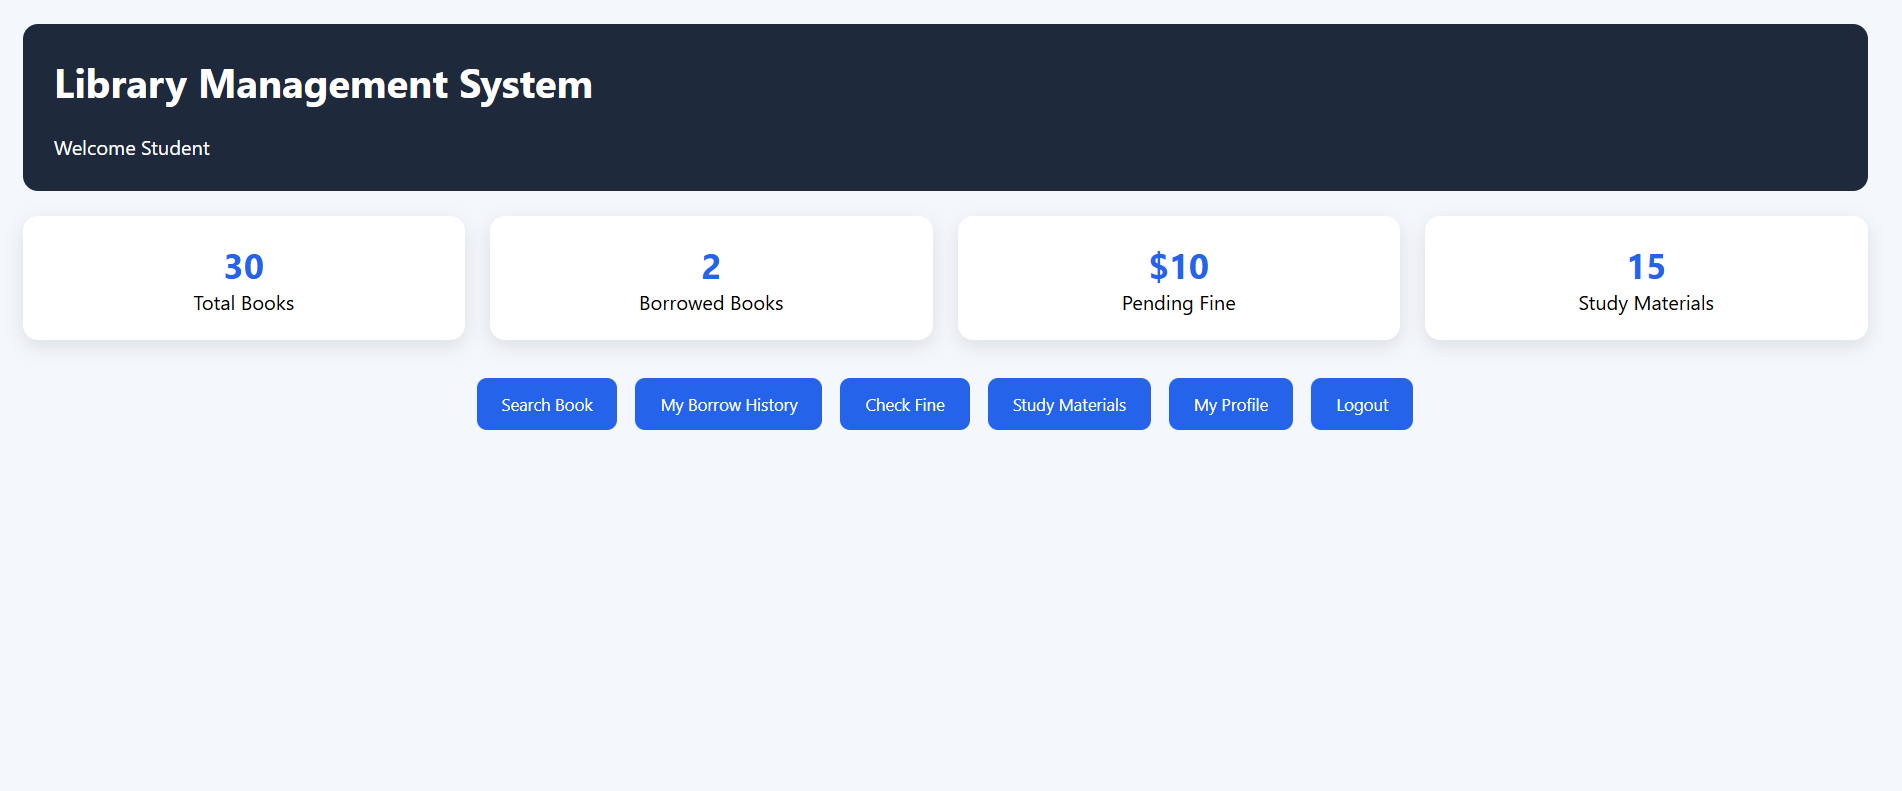 Library Management System
Welcome Student
30
Total Books
2
Borrowed Books
$10
Pending Fine
15
Study Materials
Search Book
My Borrow History
Check Fine
Study Materials
My Profile
Logout